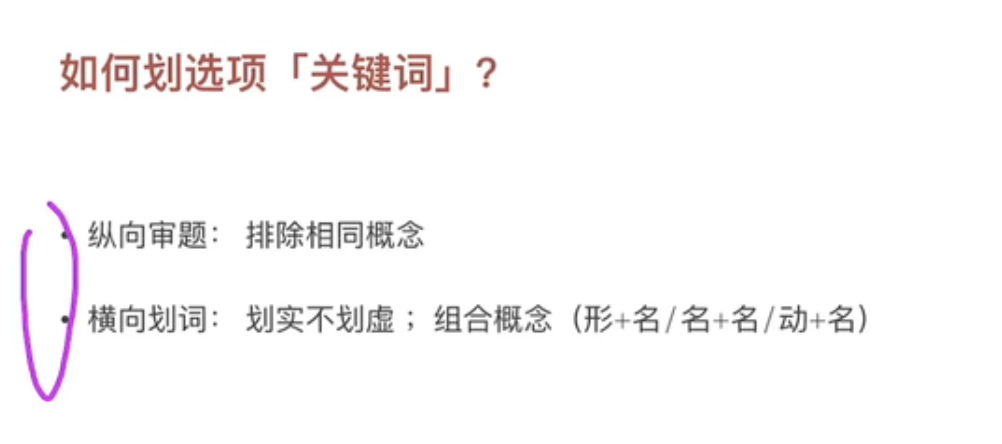 如何划选项「关键词」?
• 纵向审题： 排除相同概念
• 横向划词： 划实不划虚 ；组合概念（形+名/名+名/动+名）